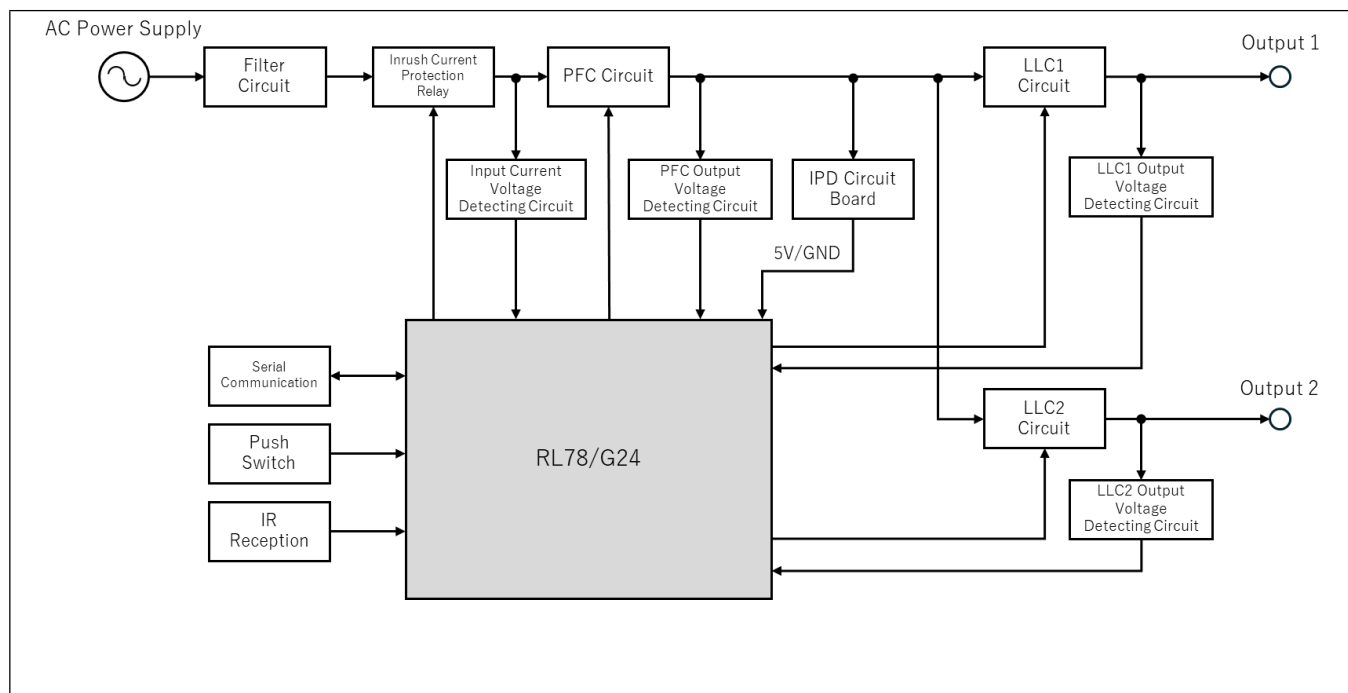 AC Power Supply
Filter
Circuit
Inrush Current
Protection
Relay
PFC Circuit
LLC1
Circuit
Output 1
Input Current
Voltage
Detecting Circuit
PFC Output
Voltage
Detecting Circuit
IPD Circuit
Board
LLC1 Output
Voltage
Detecting Circuit
5V/GND
Serial
Communication
Push
Switch
IR
Reception
RL78/G24
LLC2
Circuit
Output 2
LLC2 Output
Voltage
Detecting Circuit